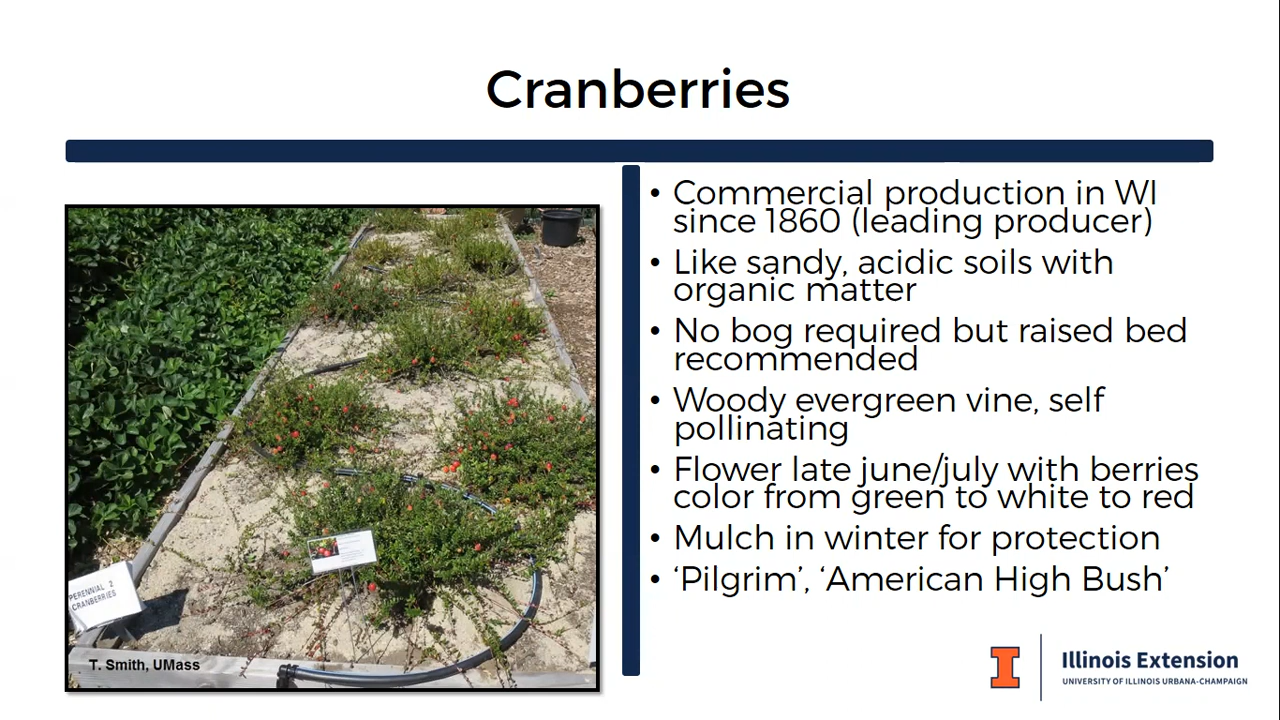 Cranberries
• Commercial production in WI
since 1860 (leading producer)
• Like sandy, acidic soils with
organic matter
• No bog required but raised bed
recommended
• Woody evergreen vine, self
pollinating
• Flower late june/july with berries
color from green to white to red
• Mulch in winter for protection
• ‘Pilgrim’, ‘American High Bush’
PERENNIAL 2
CRANBERRIES
T. Smith, UMass
I
Illinois Extension
UNIVERSITY OF ILLINOIS URBANA-CHAMPAIGN